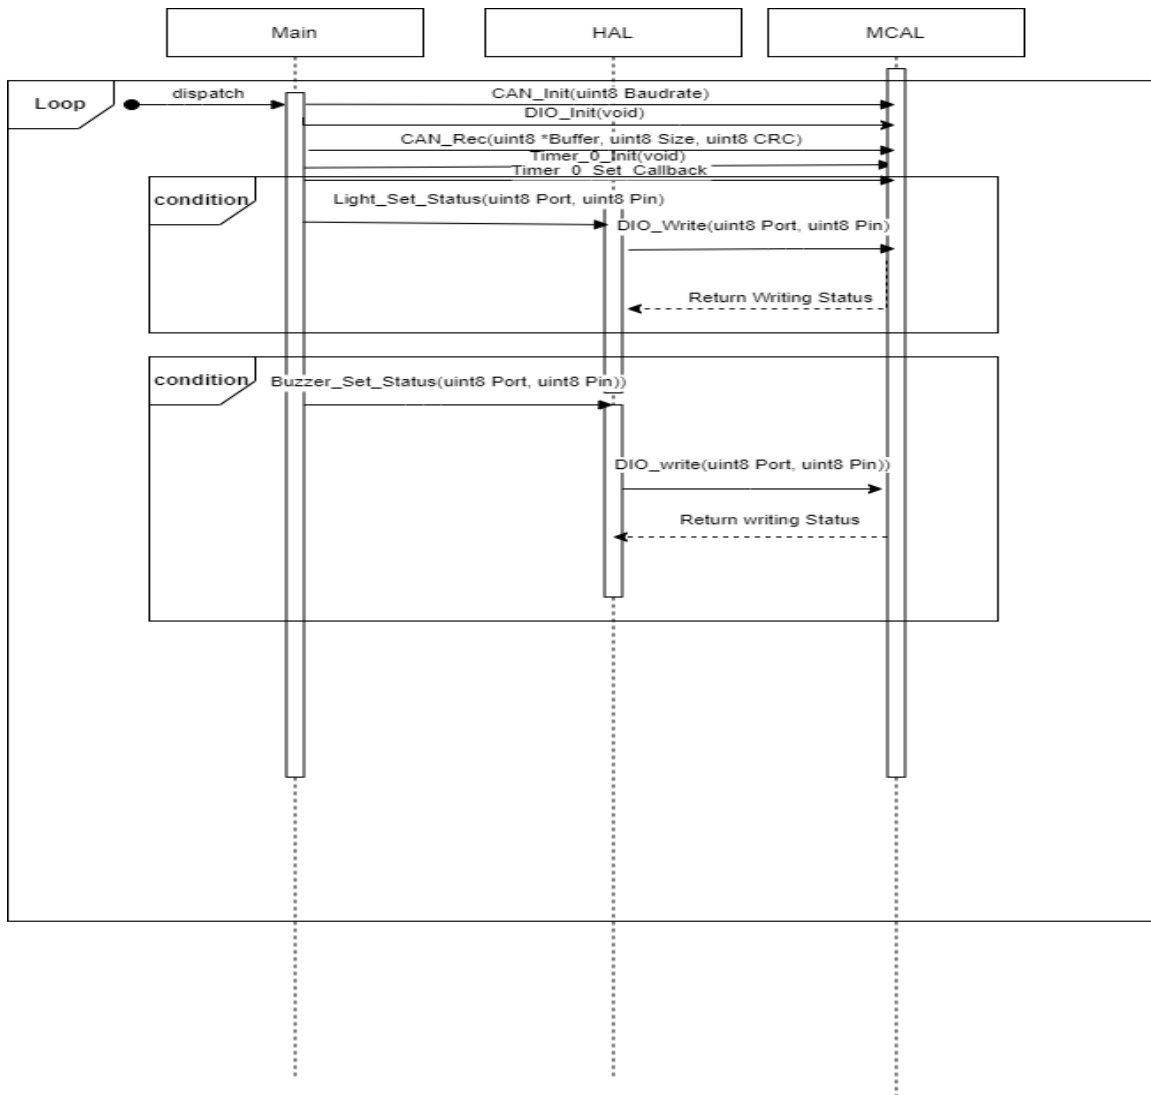 Main
HAL
MCAL
Loop
dispatch
CAN_Init(uint8 Baudrate)
DIO_Init(void)
CAN_Rec(uint8 *Buffer, uint8 Size, uint8 CRC)
Timer_0_Init(void)
Timer_0_Set_Callback
condition
Light_Set_Status(uint8 Port, uint8 Pin)
DIO_Write(uint8 Port, uint8 Pin)
Return Writing Status
condition
Buzzer_Set_Status(uint8 Port, uint8 Pin))
DIO_write(uint8 Port, uint8 Pin))
Return writing Status